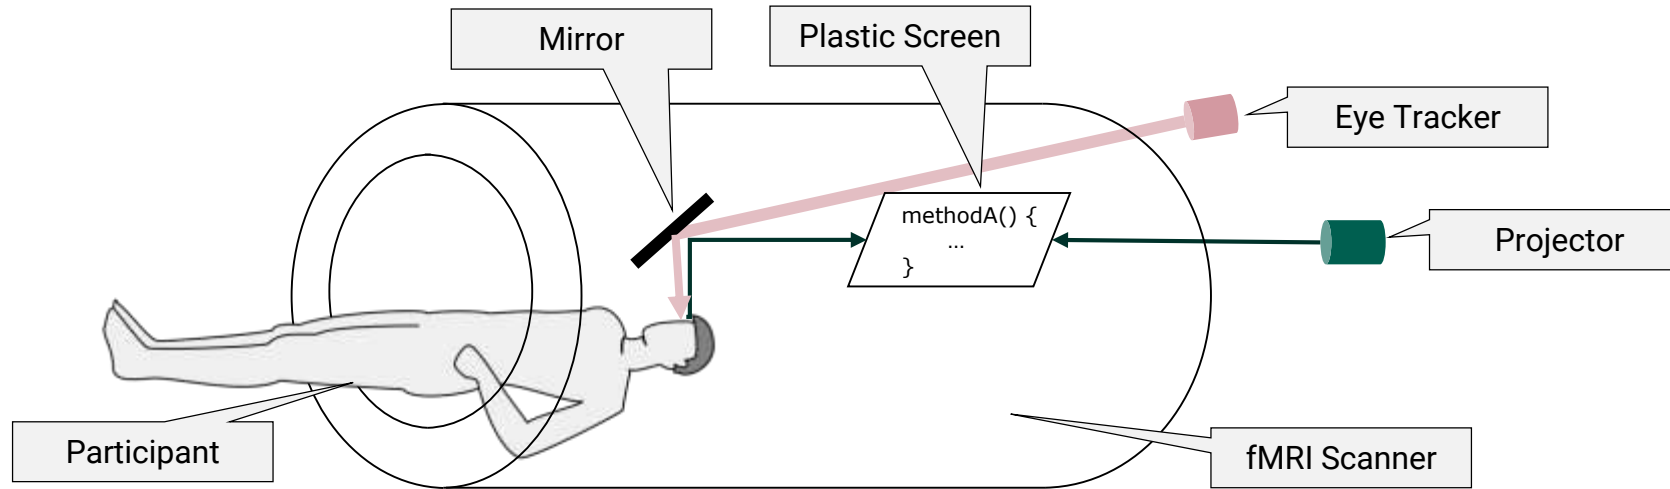 Mirror
Plastic Screen
Eye Tracker
methodA() {
...
}
Projector
Participant
fMRI Scanner